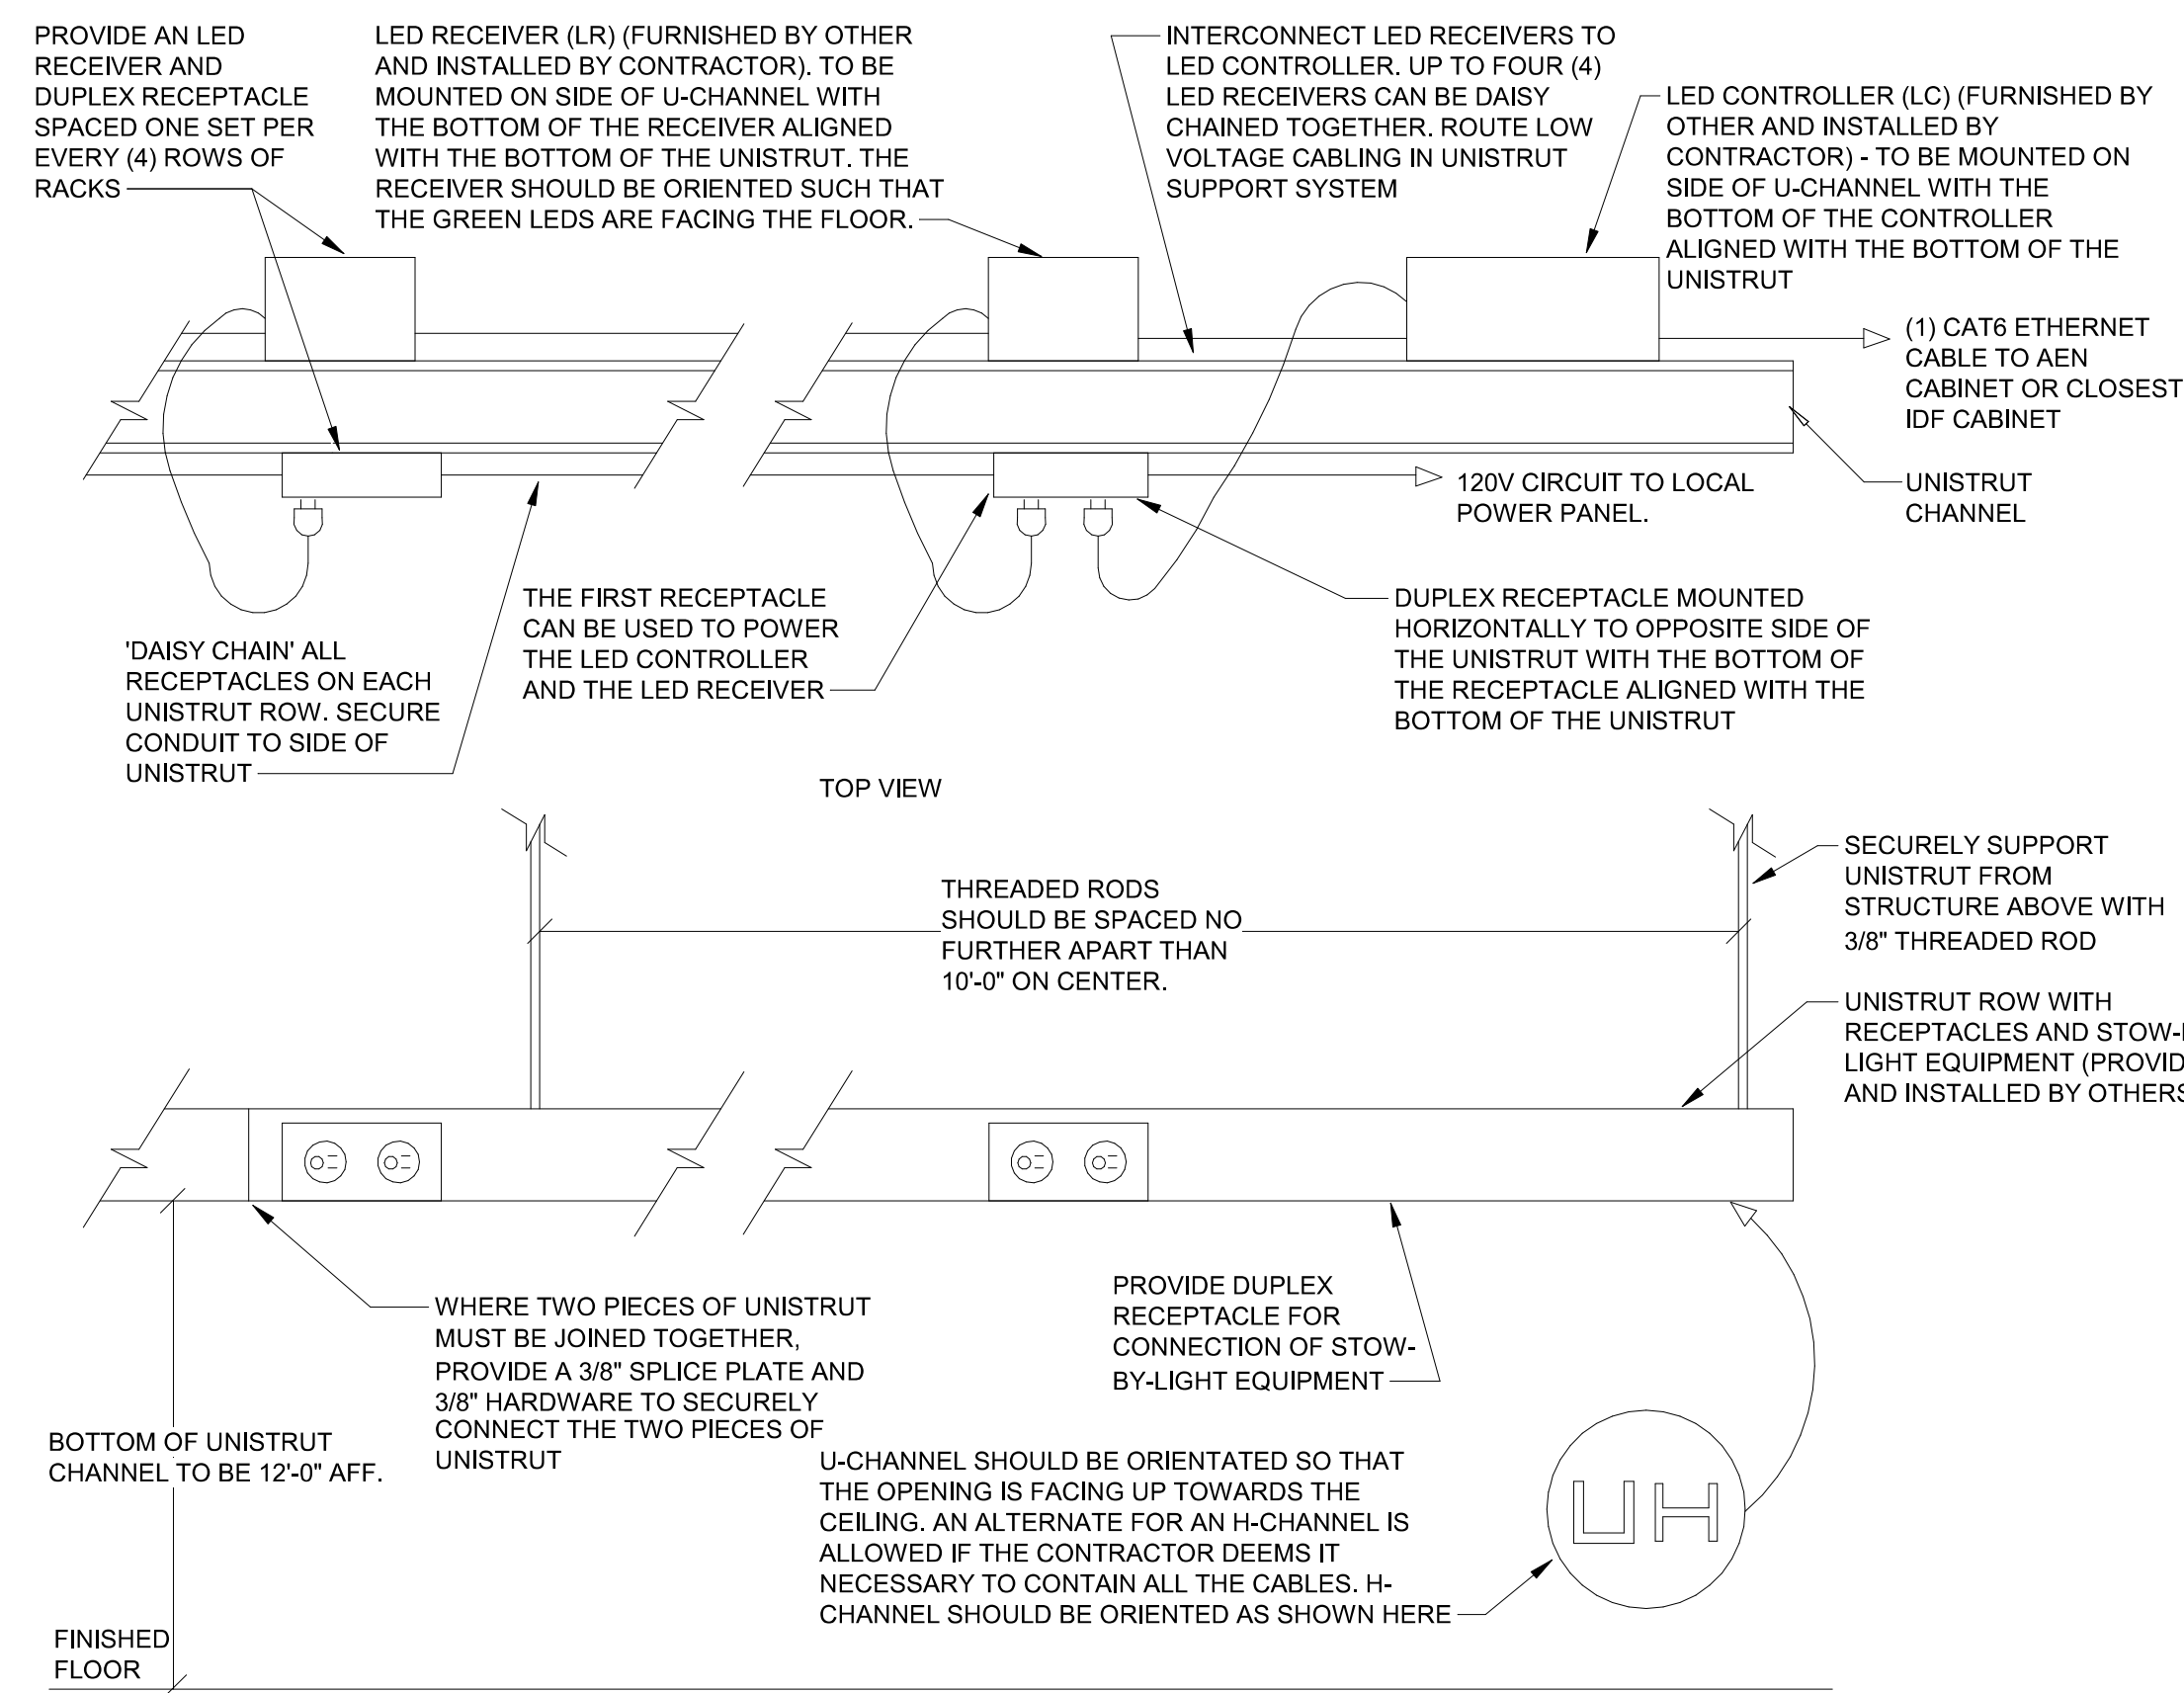 PROVIDE AN LED
RECEIVER AND
DUPLEX RECEPTACLE
SPACED ONE SET PER
EVERY (4) ROWS OF
RACKS
LED RECEIVER (LR) (FURNISHED BY OTHER
AND INSTALLED BY CONTRACTOR). TO BE
MOUNTED ON SIDE OF U-CHANNEL WITH
THE BOTTOM OF THE RECEIVER ALIGNED
WITH THE BOTTOM OF THE UNISTRUT. THE
RECEIVER SHOULD BE ORIENTED SUCH THAT
THE GREEN LEDS ARE FACING THE FLOOR.
INTERCONNECT LED RECEIVERS TO
LED CONTROLLER. UP TO FOUR (4)
LED RECEIVERS CAN BE DAISY
CHAINED TOGETHER. ROUTE LOW
VOLTAGE CABLING IN UNISTRUT
SUPPORT SYSTEM
LED CONTROLLER (LC) (FURNISHED BY
OTHER AND INSTALLED BY
CONTRACTOR) - TO BE MOUNTED ON
SIDE OF U-CHANNEL WITH THE
BOTTOM OF THE CONTROLLER
ALIGNED WITH THE BOTTOM OF THE
UNISTRUT
(1) CAT6 ETHERNET
CABLE TO AEN
CABINET OR CLOSEST
IDF CABINET
120V CIRCUIT TO LOCAL
POWER PANEL.
UNISTRUT
CHANNEL
THE FIRST RECEPTACLE
CAN BE USED TO POWER
THE LED CONTROLLER
AND THE LED RECEIVER
DUPLEX RECEPTACLE MOUNTED
HORIZONTALLY TO OPPOSITE SIDE OF
THE UNISTRUT WITH THE BOTTOM OF
THE RECEPTACLE ALIGNED WITH THE
BOTTOM OF THE UNISTRUT
'DAISY CHAIN' ALL
RECEPTACLES ON EACH
UNISTRUT ROW. SECURE
CONDUIT TO SIDE OF
UNISTRUT
TOP VIEW
THREADED RODS
SHOULD BE SPACED NO
FURTHER APART THAN
10'-0" ON CENTER.
SECURELY SUPPORT
UNISTRUT FROM
STRUCTURE ABOVE WITH
3/8" THREADED ROD
UNISTRUT ROW WITH
RECEPTACLES AND STOW-
LIGHT EQUIPMENT
AND INSTALLED BY
WHERE TWO PIECES OF UNISTRUT
MUST BE JOINED TOGETHER,
PROVIDE A 3/8" SPLICE PLATE AND
3/8" HARDWARE TO SECURELY
CONNECT THE TWO PIECES OF
UNISTRUT
PROVIDE DUPLEX
RECEPTACLE FOR
CONNECTION OF STOW-
BY-LIGHT EQUIPMENT
BOTTOM OF UNISTRUT
CHANNEL TO BE 12'-0" AFF.
U-CHANNEL SHOULD BE ORIENTATED SO THAT
THE OPENING IS FACING UP TOWARDS THE
CEILING. AN ALTERNATE FOR AN H-CHANNEL IS
ALLOWED IF THE CONTRACTOR DEEMS IT
NECESSARY TO CONTAIN ALL THE CABLES. H-
CHANNEL SHOULD BE ORIENTED AS SHOWN HERE
FINISHED
FLOOR